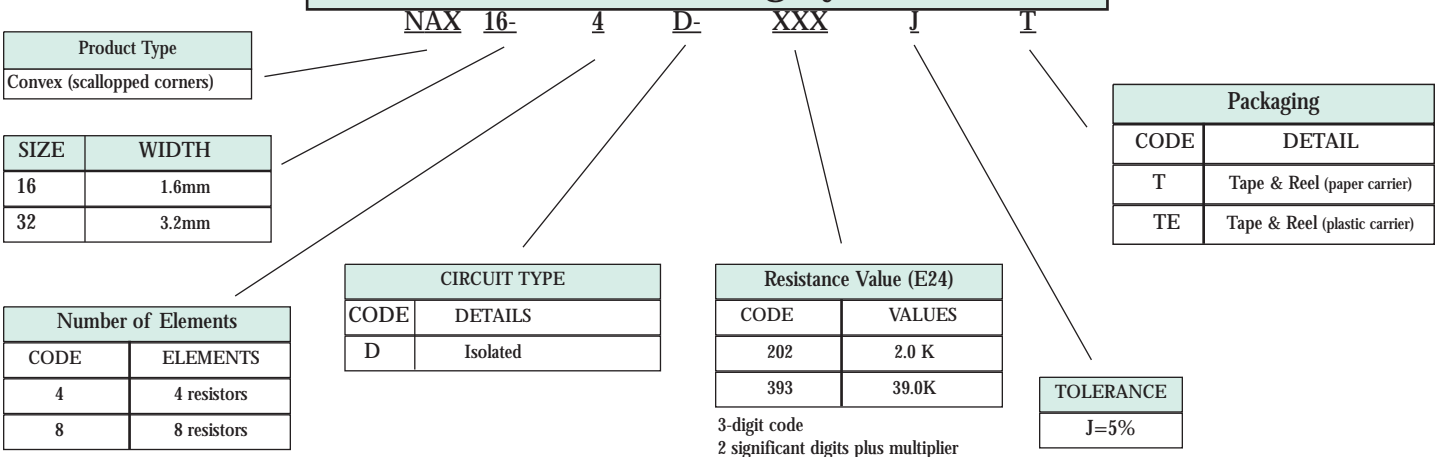 NAX 16- 4 D- XXX J T
Product Type
Convex (scallopped corners)
SIZE WIDTH
16 1.6mm
32 3.2mm
Number of Elements
CODE ELEMENTS
4 4 resistors
8 8 resistors
CIRCUIT TYPE
CODE DETAILS
D Isolated
Resistance Value (E24)
CODE VALUES
202 2.0 K
393 39.0K
3-digit code
2 significant digits plus multiplier
TOLERANCE
J=5%
Packaging
CODE DETAIL
T Tape & Reel (paper carrier)
TE Tape & Reel (plastic carrier)